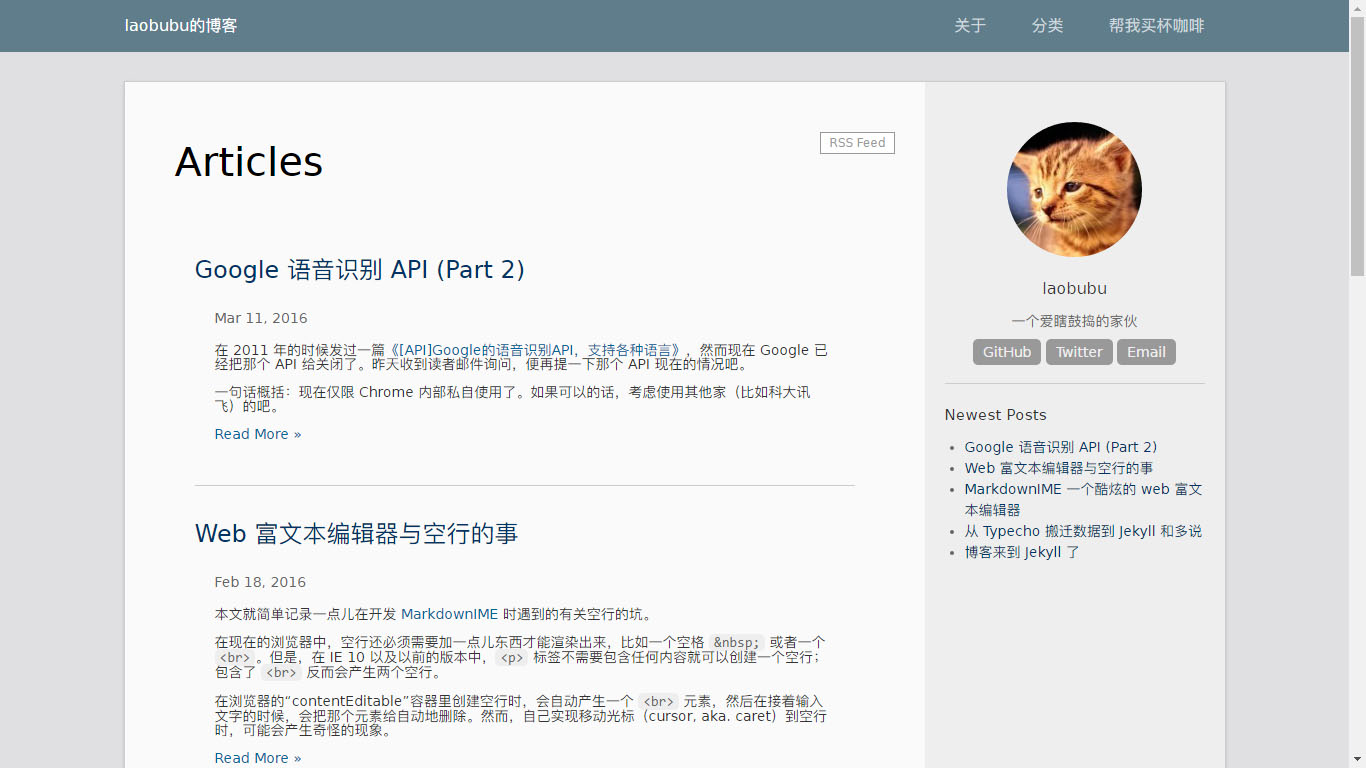 laobubu的博客
关于
分类
帮我买杯咖啡
Articles
RSS Feed
Google 语音识别 API (Part 2)
Mar 11, 2016
在 2011 年的时候发过一篇《[API]Google的语音识别API，支持各种语言》，然而现在 Google 已
经把那个 API 给关闭了。昨天收到读者邮件询问，便再提一下那个 API 现在的情况吧。
一句话概括：现在仅限 Chrome 内部私自使用了。如果可以的话，考虑使用其他家（比如科大讯
飞）的吧。
Read More »
Web 富文本编辑器与空行的事
Feb 18, 2016
本文就简单记录一点儿在开发 MarkdownIME 时遇到的有关空行的坑。
在现在的浏览器中，空行还必须需要加一点儿东西才能渲染出来，比如一个空格 &nbsp; 或者一个
<br> 。但是，在 IE 10 以及以前的版本中， <p> 标签不需要包含任何内容就可以创建一个空行；
包含了 <br> 反而会产生两个空行。
在浏览器的“contentEditable”容器里创建空行时，会自动产生一个 <br> 元素，然后在接着输入
文字的时候，会把那个元素给自动地删除。然而，自己实现移动光标（cursor, aka. caret）到空行
时，可能会产生奇怪的现象。
Read More »
laobubu
一个爱瞎鼓捣的家伙
GitHub
Twitter
Email
Newest Posts
Google 语音识别 API (Part 2)
Web 富文本编辑器与空行的事
MarkdownIME 一个酷炫的 web 富文
本编辑器
从 Typecho 搬迁数据到 Jekyll 和多说
博客来到 Jekyll 了